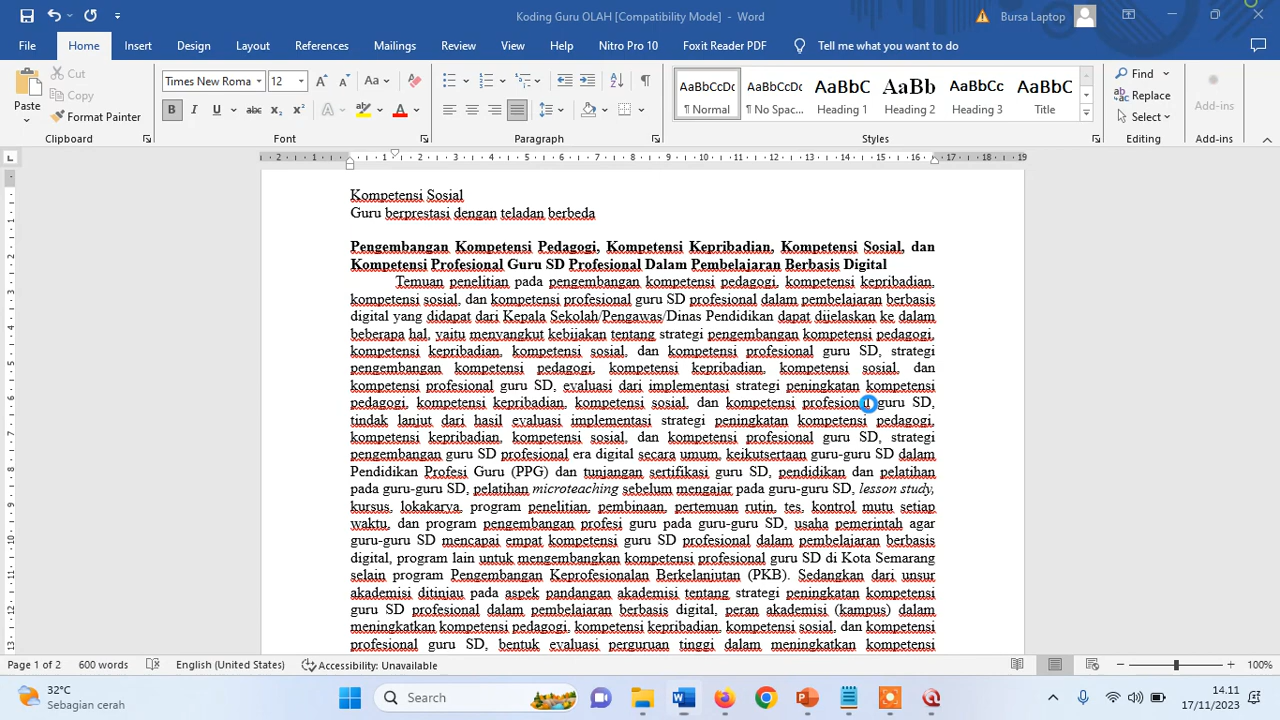 Koding Guru OLAH [Compatibility Mode] - Word
Bursa Laptop
File Home Insert Design Layout References Mailings Review View Help Nitro Pro 10 Foxit Reader PDF Tell me what you want to do
Paste
Cut
Copy
Format Painter
Clipboard
Times New Roma 12
Font
Paragraph
AaBbCcDc AaBbCcDc AaBbC AaBb AaBbCc AaBbC
¶ Normal ¶ No Spac... Heading 1 Heading 2 Heading 3 Title
Styles
Find
Replace
Select
Editing
Add-ins
Add-ins
Kompetensi Sosial
Guru berprestasi dengan teladan berbeda
Pengembangan Kompetensi Pedagogi, Kompetensi Kepribadian, Kompetensi Sosial, dan
Kompetensi Profesional Guru SD Profesional Dalam Pembelajaran Berbasis Digital
Temuan penelitian pada pengembangan kompetensi pedagogi, kompetensi kepribadian,
kompetensi sosial, dan kompetensi profesional guru SD profesional dalam pembelajaran berbasis
digital yang didapat dari Kepala Sekolah/Pengawas/Dinas Pendidikan dapat dijelaskan ke dalam
beberapa hal, yaitu menyangkut kebijakan tentang strategi pengembangan kompetensi pedagogi,
kompetensi kepribadian, kompetensi sosial, dan kompetensi profesional guru SD, strategi
pengembangan kompetensi pedagogi, kompetensi kepribadian, kompetensi sosial, dan
kompetensi profesional guru SD, evaluasi dari implementasi strategi peningkatan kompetensi
pedagogi, kompetensi kepribadian, kompetensi sosial, dan kompetensi profesional guru SD,
tindak lanjut dari hasil evaluasi implementasi strategi peningkatan kompetensi pedagogi,
kompetensi kepribadian, kompetensi sosial, dan kompetensi profesional guru SD, strategi
pengembangan guru SD profesional era digital secara umum, keikutsertaan guru-guru SD dalam
Pendidikan Profesi Guru (PPG) dan tunjangan sertifikasi guru SD, pendidikan dan pelatihan
pada guru-guru SD, pelatihan microteaching sebelum mengajar pada guru-guru SD, lesson study,
kursus, lokakarya, program penelitian, pembinaan, pertemuan rutin, tes, kontrol mutu setiap
waktu, dan program pengembangan profesi guru pada guru-guru SD, usaha pemerintah agar
guru-guru SD mencapai empat kompetensi guru SD profesional dalam pembelajaran berbasis
digital, program lain untuk mengembangkan kompetensi profesional guru SD di Kota Semarang
selain program Pengembangan Keprofesionalan Berkelanjutan (PKB). Sedangkan dari unsur
akademisi ditinjau pada aspek pandangan akademisi tentang strategi peningkatan kompetensi
guru SD profesional dalam pembelajaran berbasis digital, peran akademisi (kampus) dalam
meningkatkan kompetensi pedagogi, kompetensi kepribadian, kompetensi sosial, dan kompetensi
profesional guru SD, bentuk evaluasi perguruan tinggi dalam meningkatkan kompetensi
Page 1 of 2 600 words English (United States) Accessibility: Unavailable 100%
32°C
Sebagian cerah
Search
14.11
17/11/2023